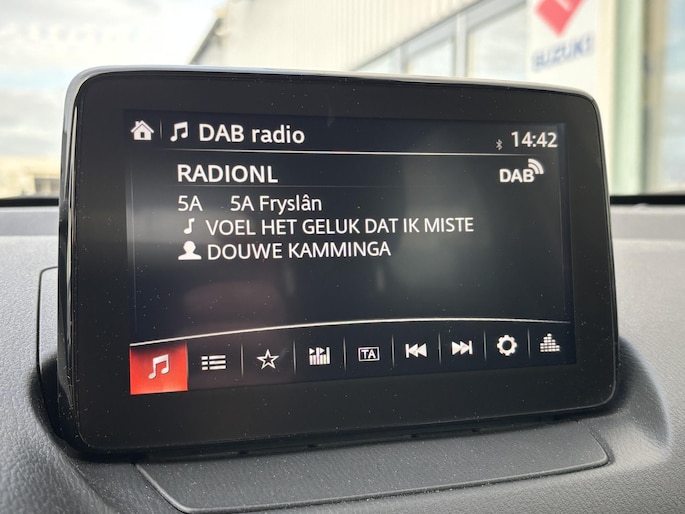 DAB radio
14:42
RADIONL
DAB
5A 5A Fryslân
VOEL HET GELUK DAT IK MISTE
DOUWE KAMMINGA
TA
SUZUKI